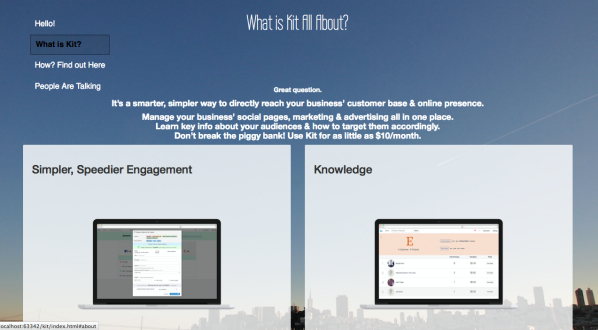 What is Kit All About?
Hello!
What is Kit?
How? Find out Here
People Are Talking
Great question.
It's a smarter, simpler way to directly reach your business' customer base & online presence.
Manage your business' social pages, marketing & advertising all in one place.
Learn key info about your audiences & how to target them accordingly.
Don't break the piggy bank! Use Kit for as little as $10/month.
Simpler, Speedier Engagement
Knowledge
E
ocalhost:63342/kit/index.html#about